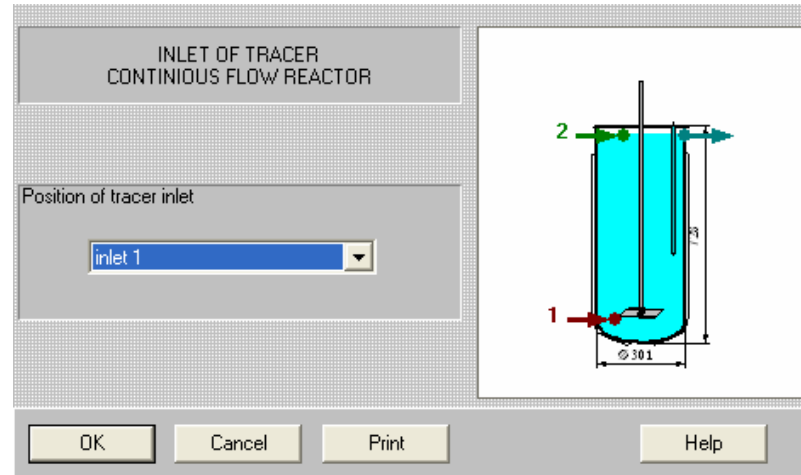 INLET OF TRACER
CONTINIOUS FLOW REACTOR
Position of tracer inlet
inlet 1
2
1
Ø 301
OK
Cancel
Print
Help